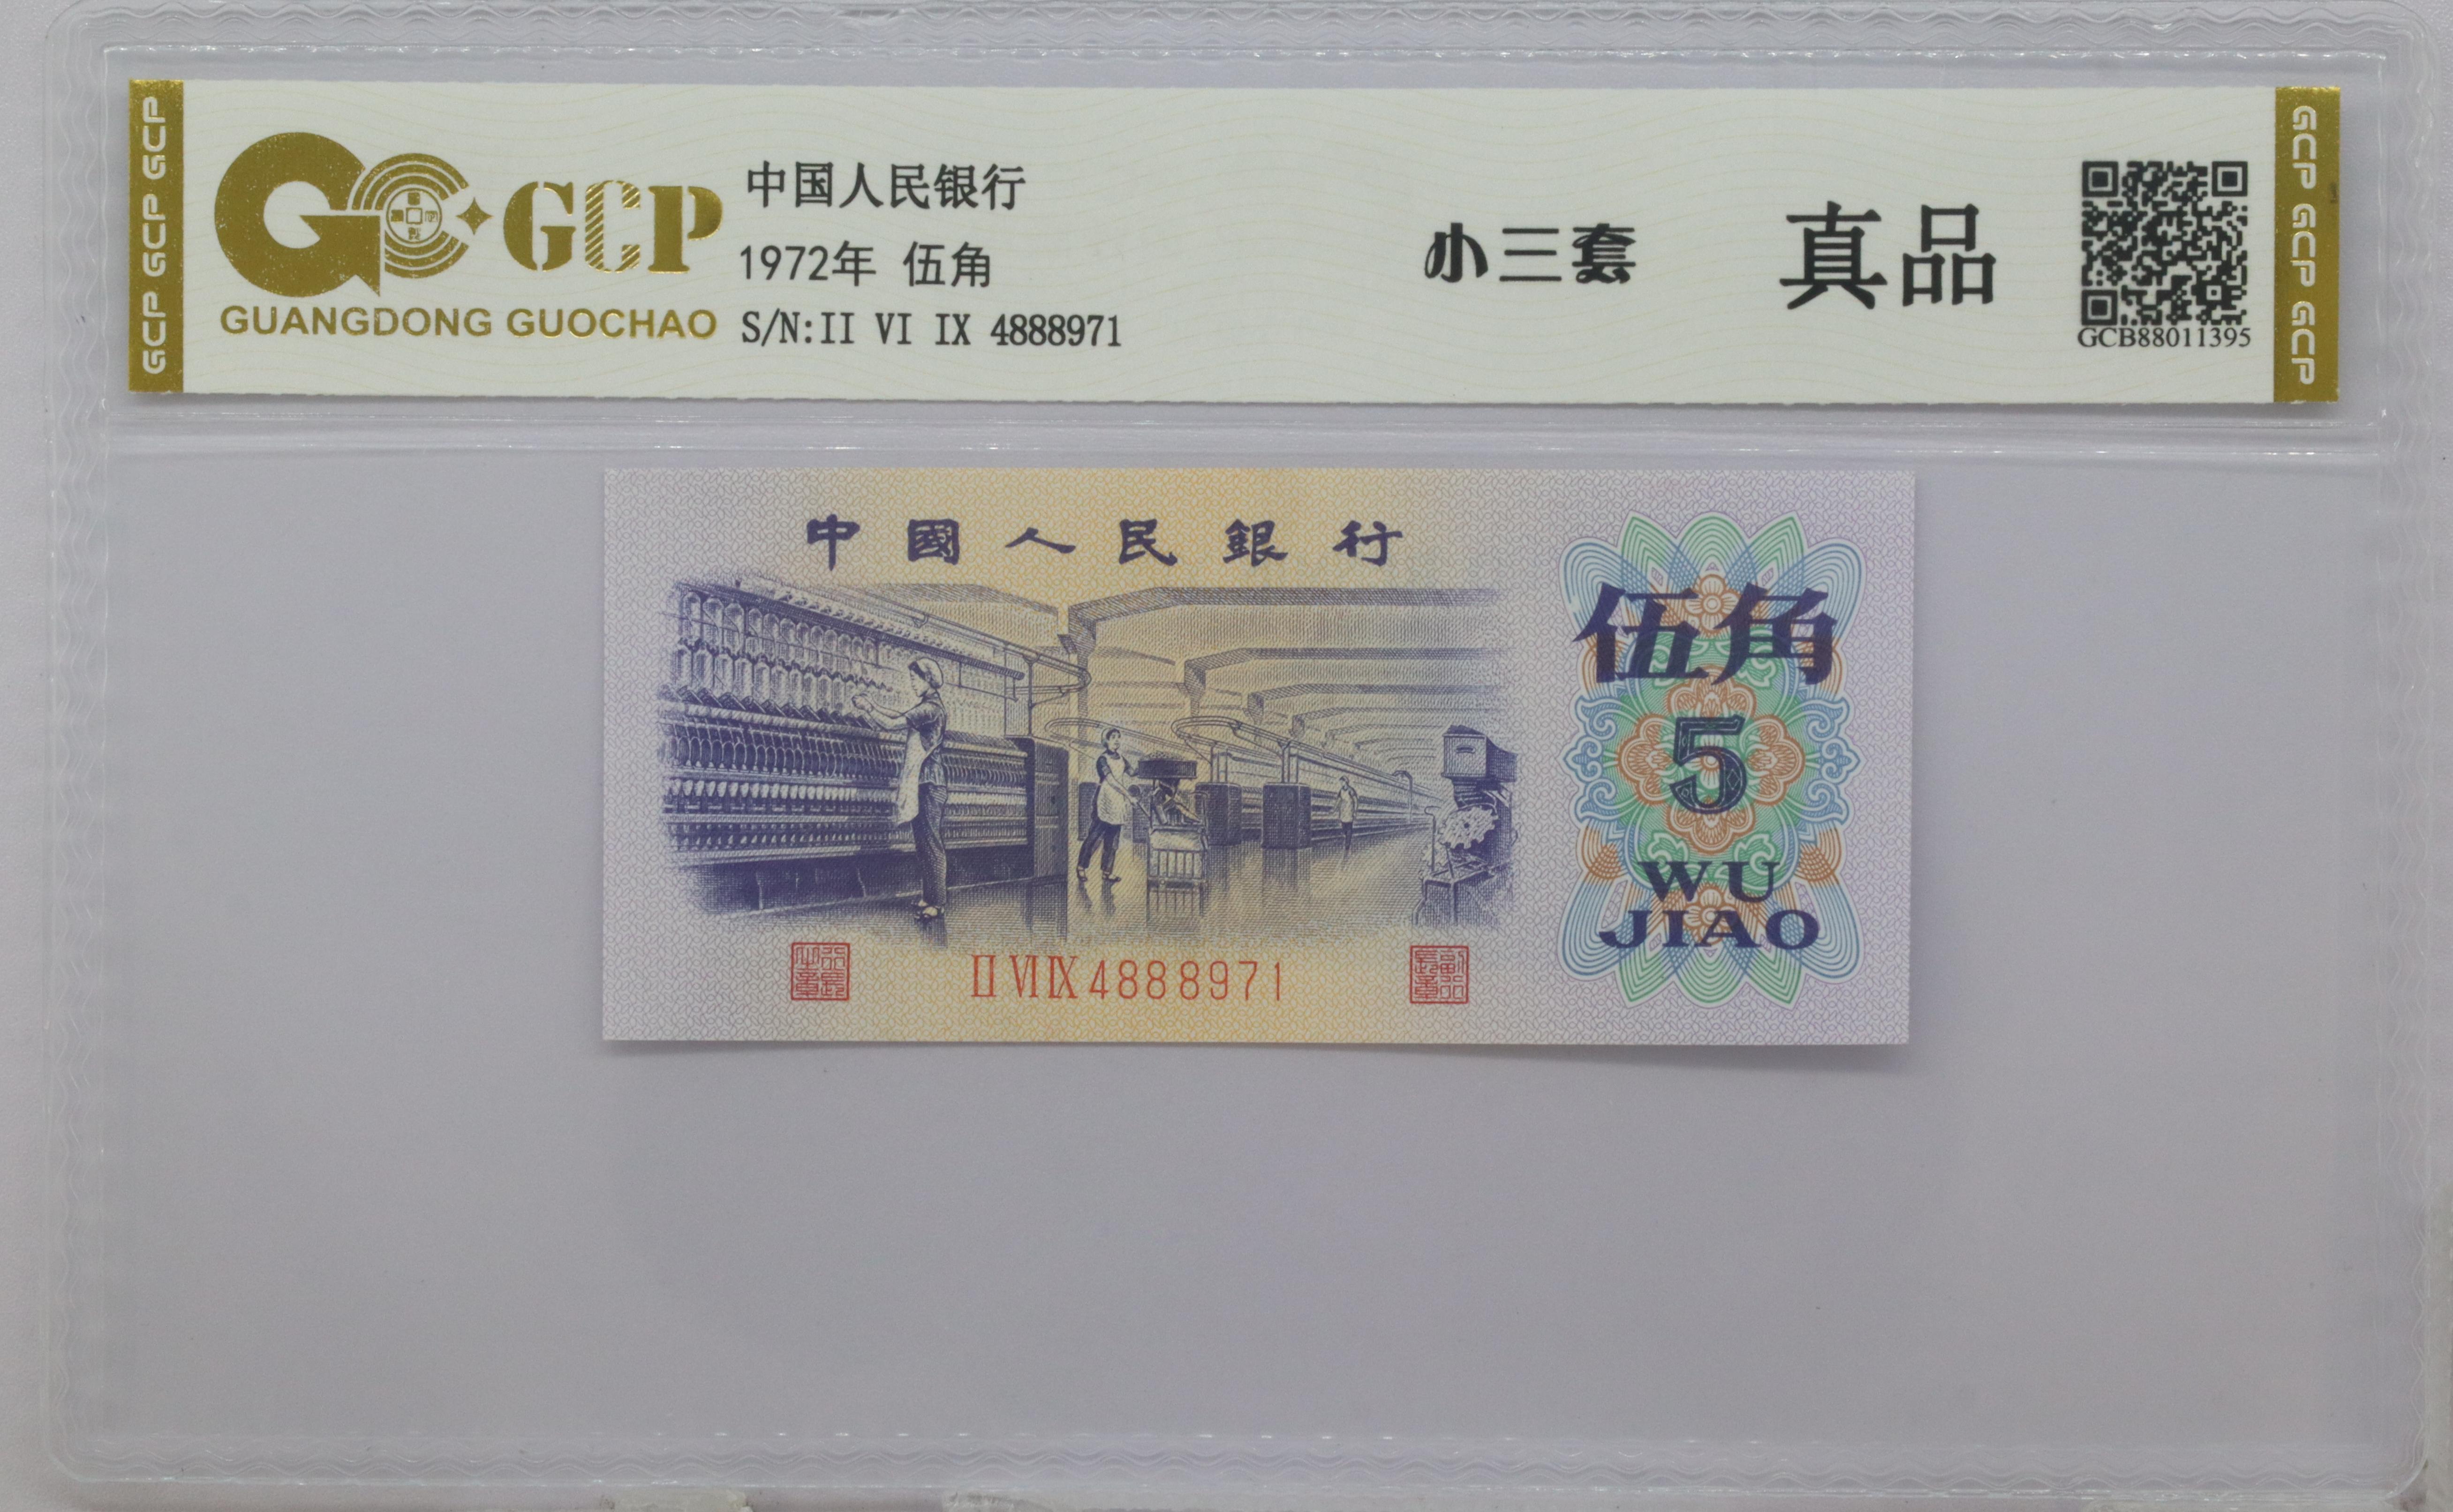 GCP GCP GCP
GCP
GUANGDONG GUOCHAO
中国人民银行
1972年 伍角
S/N:II VI IX 4888971
小三套
真品
GCB88011395
GCP GCP GCP
中國人民銀行
伍角
5
WU
JIAO
II VI IX 4888971